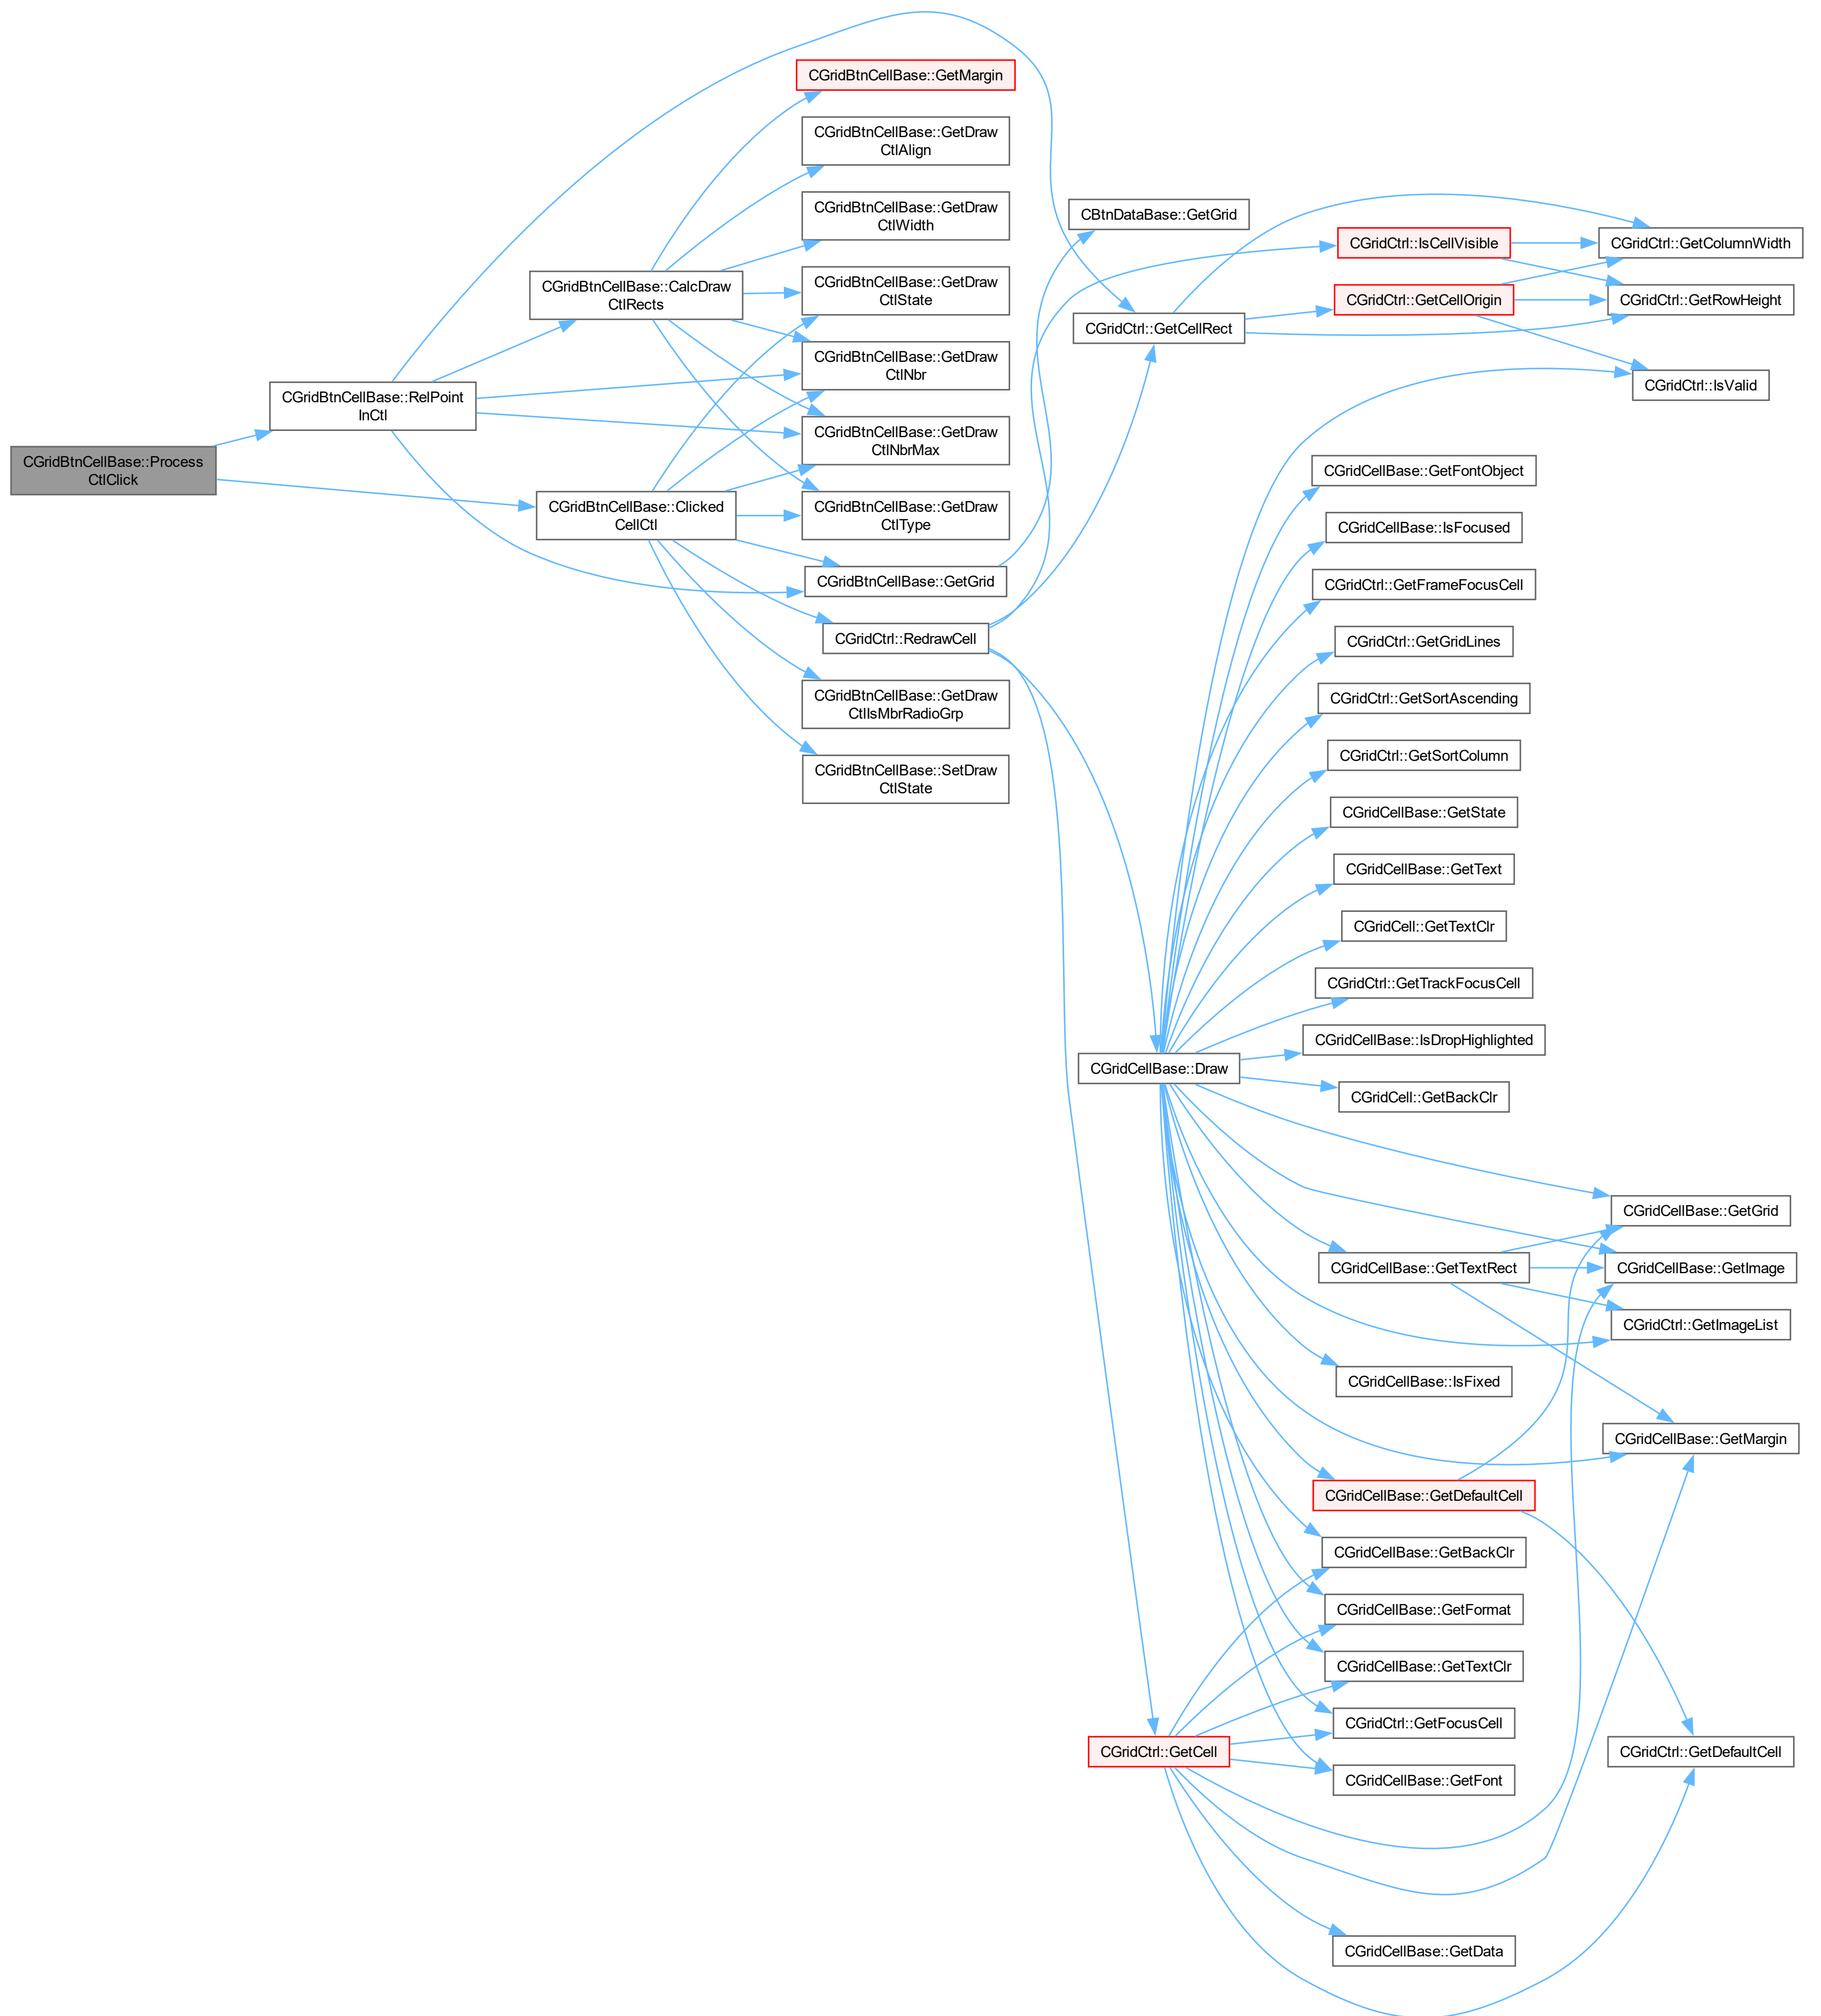 CGridBtnCellBase::Process
CtlClick
CGridBtnCellBase::RelPoint
InCtl
CGridBtnCellBase::CalcDraw
CtlRects
CGridBtnCellBase::Clicked
CellCtl
CGridBtnCellBase::GetMargin
CGridBtnCellBase::GetDraw
CtlAlign
CGridBtnCellBase::GetDraw
CtlWidth
CGridBtnCellBase::GetDraw
CtlState
CGridBtnCellBase::GetDraw
CtlNbr
CGridBtnCellBase::GetDraw
CtlNbrMax
CGridBtnCellBase::GetDraw
CtlType
CGridBtnCellBase::GetGrid
CGridCtrl::RedrawCell
CGridBtnCellBase::GetDraw
CtlIsMbrRadioGrp
CGridBtnCellBase::SetDraw
CtlState
CBtnDataBase::GetGrid
CGridCtrl::GetCellRect
CGridCellBase::Draw
CGridCtrl::GetCell
CGridCtrl::IsCellVisible
CGridCtrl::GetCellOrigin
CGridCellBase::GetFontObject
CGridCellBase::IsFocused
CGridCtrl::GetFrameFocusCell
CGridCtrl::GetGridLines
CGridCtrl::GetSortAscending
CGridCtrl::GetSortColumn
CGridCellBase::GetState
CGridCellBase::GetText
CGridCell::GetTextClr
CGridCtrl::GetTrackFocusCell
CGridCellBase::IsDropHighlighted
CGridCell::GetBackClr
CGridCellBase::GetTextRect
CGridCellBase::IsFixed
CGridCellBase::GetDefaultCell
CGridCellBase::GetBackClr
CGridCellBase::GetFormat
CGridCellBase::GetTextClr
CGridCtrl::GetFocusCell
CGridCellBase::GetFont
CGridCellBase::GetData
CGridCtrl::GetColumnWidth
CGridCtrl::GetRowHeight
CGridCtrl::IsValid
CGridCellBase::GetGrid
CGridCellBase::GetImage
CGridCtrl::GetImageList
CGridCellBase::GetMargin
CGridCtrl::GetDefaultCell